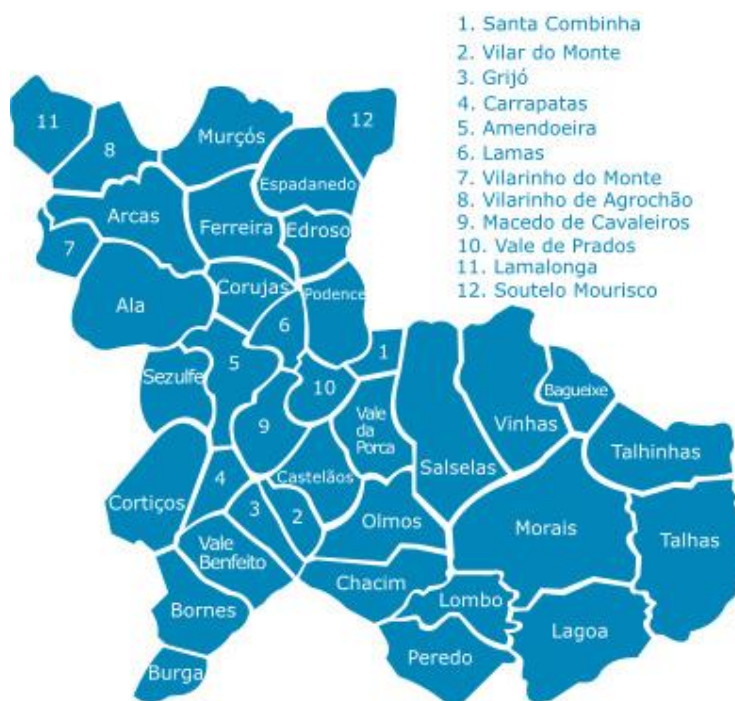 1. Santa Combinha
2. Vilar do Monte
3. Grijó
4. Carrapatas
5. Amendoeira
6. Lamas
7. Vilarinho do Monte
8. Vilarinho de Agrochão
9. Macedo de Cavaleiros
10. Vale de Prados
11. Lamalonga
12. Soutelo Mourisco
11
8
Murçós
12
Espadanedo
Arcas
Ferreira
Edroso
7
Corujas
Podence
Ala
6
1
Sezulfe
5
10
Bagueixe
9
Vale
da
Porca
Vinhas
Talhinhas
Salselas
4
Castelãos
Cortiços
3
2
Olmos
Morais
Talhas
Vale
Benfeito
Chacim
Lombo
Bornes
Lagoa
Peredo
Burga